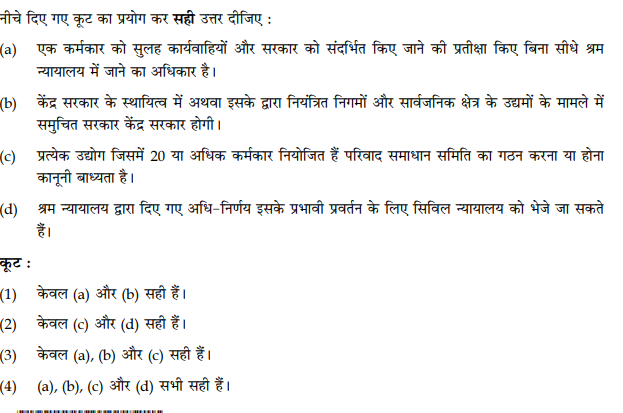 नीचे दिए गए कूट का प्रयोग कर सही उत्तर दीजिए :
(a) एक कर्मकार को सुलह कार्यवाहियों और सरकार को संदर्भित किए जाने की प्रतीक्षा किए बिना सीधे श्रम
न्यायालय में जाने का अधिकार है।
(b) केंद्र सरकार के स्थायित्व में अथवा इसके द्वारा नियंत्रित निगमों और सार्वजनिक क्षेत्र के उद्यमों के मामले में
समुचित सरकार केंद्र सरकार होगी।
(c) प्रत्येक उद्योग जिसमें 20 या अधिक कर्मकार नियोजित हैं परिवाद समाधान समिति का गठन करना या होना
कानूनी बाध्यता है।
(d) श्रम न्यायालय द्वारा दिए गए अधि-निर्णय इसके प्रभावी प्रवर्तन के लिए सिविल न्यायालय को भेजे जा सकते
हैं।
कूट :
(1) केवल (a) और (b) सही हैं।
(2) केवल (c) और (d) सही हैं।
(3) केवल (a), (b) और (c) सही हैं।
(4) (a), (b), (c) और (d) सभी सही हैं।